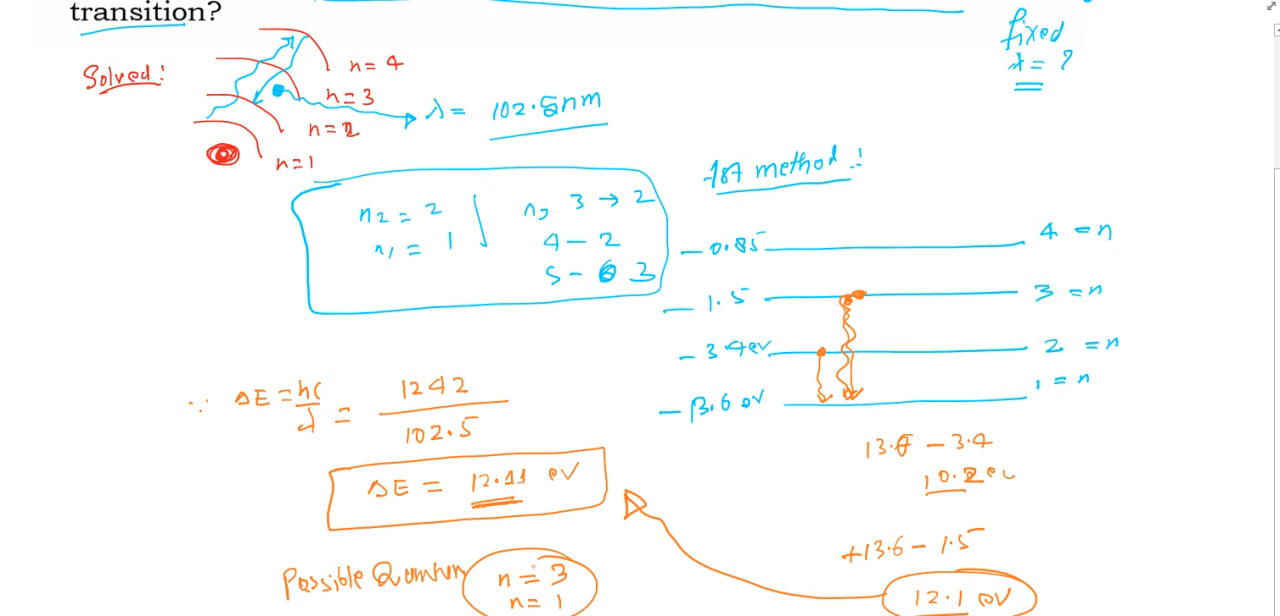 transition?
fixed
λ = ?
Solved:
n = 4
n = 3
n = 2
n = 1
λ = 102.5nm
n2 = 2
n1 = 1
n, 3 → 2
4 - 2
5 - 3
1st method :
- 0.85
4 = n
- 1.5
3 = n
- 3.4ev
2 = n
- 13.6 ev
1 = n
∵ ΔE = hc/λ = 1242/102.5
ΔE = 12.11 ev
13.6 - 3.4
10.2 ev
+13.6 - 1.5
12.1 ev
Possible Quantum
n = 3
n = 1